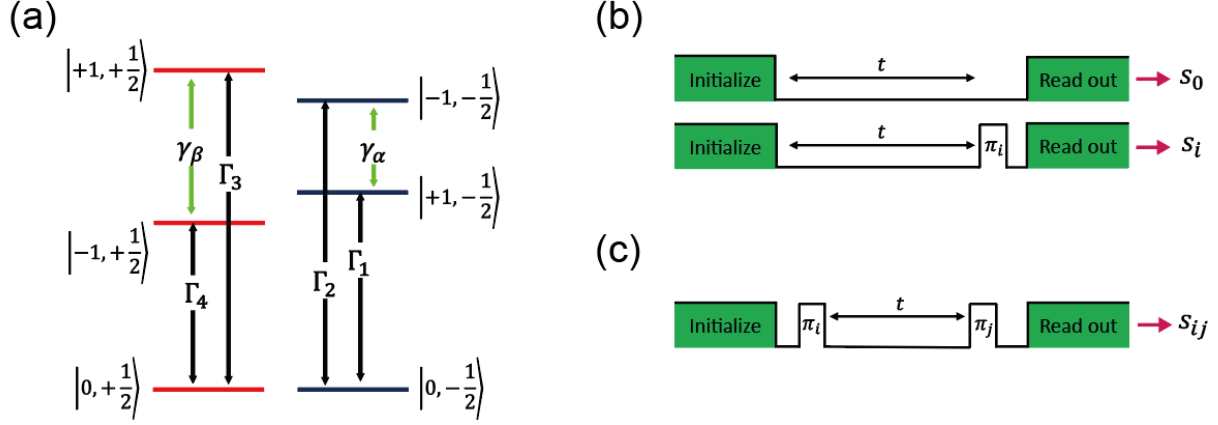 (a)
|+1, +1/2⟩
|−1, −1/2⟩
γβ
Γ3
γα
|+1, −1/2⟩
|−1, +1/2⟩
Γ4
Γ2
Γ1
|0, +1/2⟩
|0, −1/2⟩
(b)
Initialize t Read out s0
Initialize t πi Read out si
(c)
Initialize πi t πj Read out sij